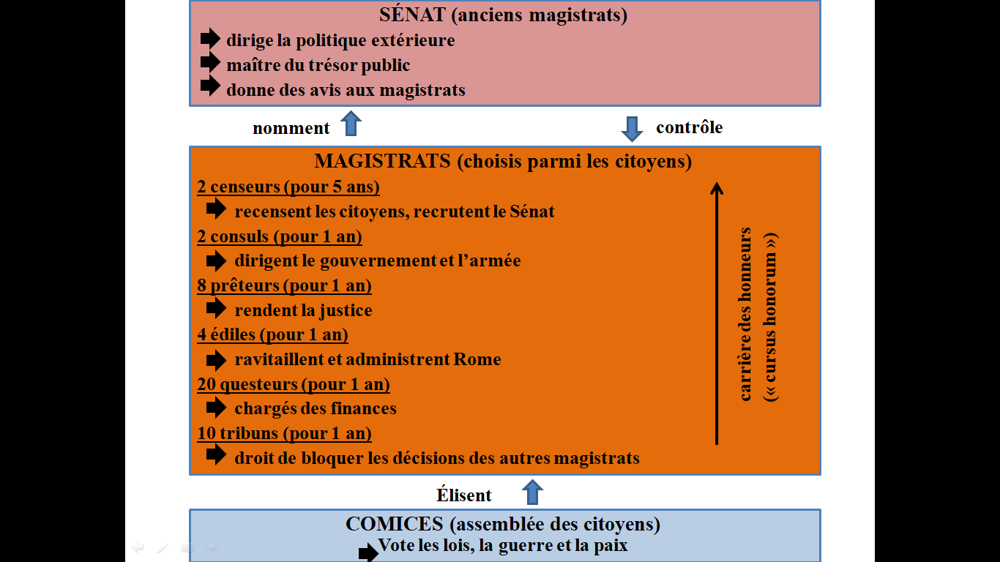 SÉNAT (anciens magistrats)
dirige la politique extérieure
maître du trésor public
donne des avis aux magistrats
nomment
contrôle
MAGISTRATS (choisis parmi les citoyens)
2 censeurs (pour 5 ans)
recensent les citoyens, recrutent le Sénat
2 consuls (pour 1 an)
dirigent le gouvernement et l’armée
8 prêteurs (pour 1 an)
rendent la justice
4 édiles (pour 1 an)
ravitaillent et administrent Rome
20 questeurs (pour 1 an)
chargés des finances
10 tribuns (pour 1 an)
droit de bloquer les décisions des autres magistrats
carrière des honneurs
(« cursus honorum »)
Élisent
COMICES (assemblée des citoyens)
Vote les lois, la guerre et la paix